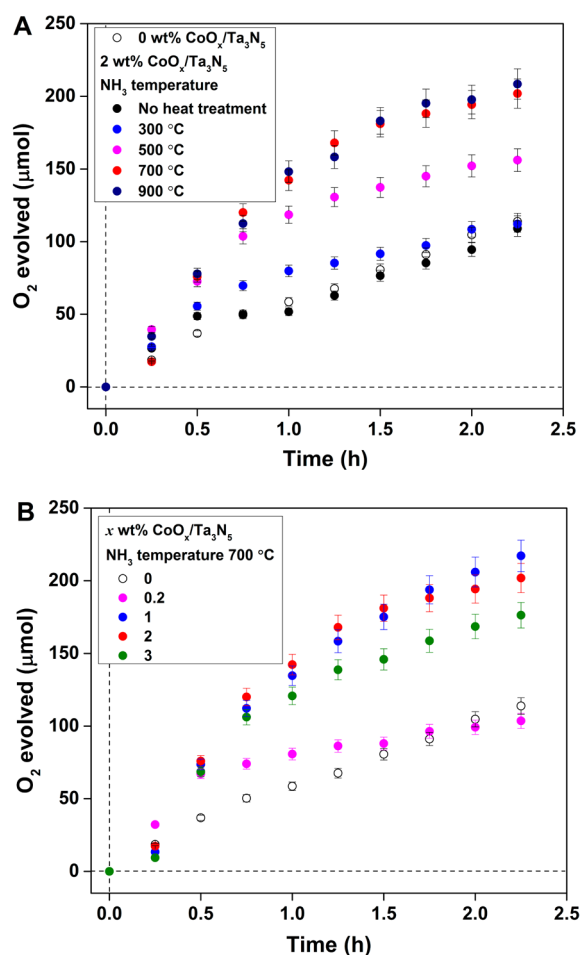 A
0 wt% CoOₓ/Ta₃N₅
2 wt% CoOₓ/Ta₃N₅
NH₃ temperature
No heat treatment
300 °C
500 °C
700 °C
900 °C
250
200
150
100
50
0
O₂ evolved (µmol)
0.0 0.5 1.0 1.5 2.0 2.5
Time (h)
B
x wt% CoOₓ/Ta₃N₅
NH₃ temperature 700 °C
0
0.2
1
2
3
250
200
150
100
50
0
O₂ evolved (µmol)
0.0 0.5 1.0 1.5 2.0 2.5
Time (h)